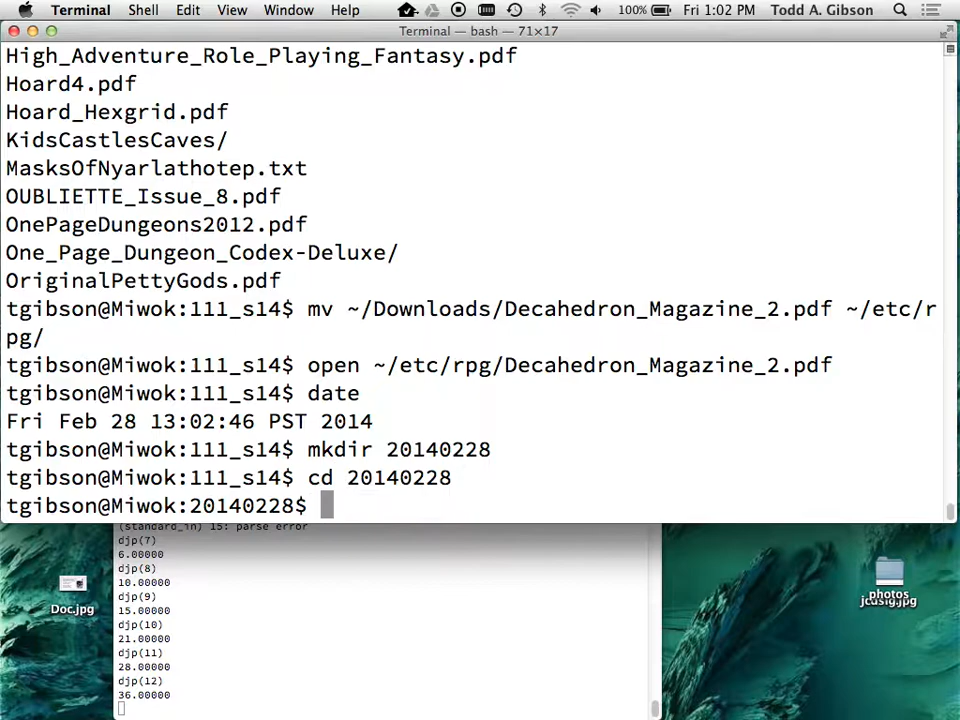 Terminal Shell Edit View Window Help 100% Fri 1:02 PM Todd A. Gibson
Terminal — bash — 71×17
High_Adventure_Role_Playing_Fantasy.pdf
Hoard4.pdf
Hoard_Hexgrid.pdf
KidsCastlesCaves/
MasksOfNyarlathotep.txt
OUBLIETTE_Issue_8.pdf
OnePageDungeons2012.pdf
One_Page_Dungeon_Codex-Deluxe/
OriginalPettyGods.pdf
tgibson@Miwok:111_s14$ mv ~/Downloads/Decahedron_Magazine_2.pdf ~/etc/r
pg/
tgibson@Miwok:111_s14$ open ~/etc/rpg/Decahedron_Magazine_2.pdf
tgibson@Miwok:111_s14$ date
Fri Feb 28 13:02:46 PST 2014
tgibson@Miwok:111_s14$ mkdir 20140228
tgibson@Miwok:111_s14$ cd 20140228
tgibson@Miwok:20140228$
(standard_in) 15: parse error
djp(7)
6.00000
djp(8)
10.00000
djp(9)
15.00000
djp(10)
21.00000
djp(11)
28.00000
djp(12)
36.00000
Doc.jpg
photos
jcusig.jpg